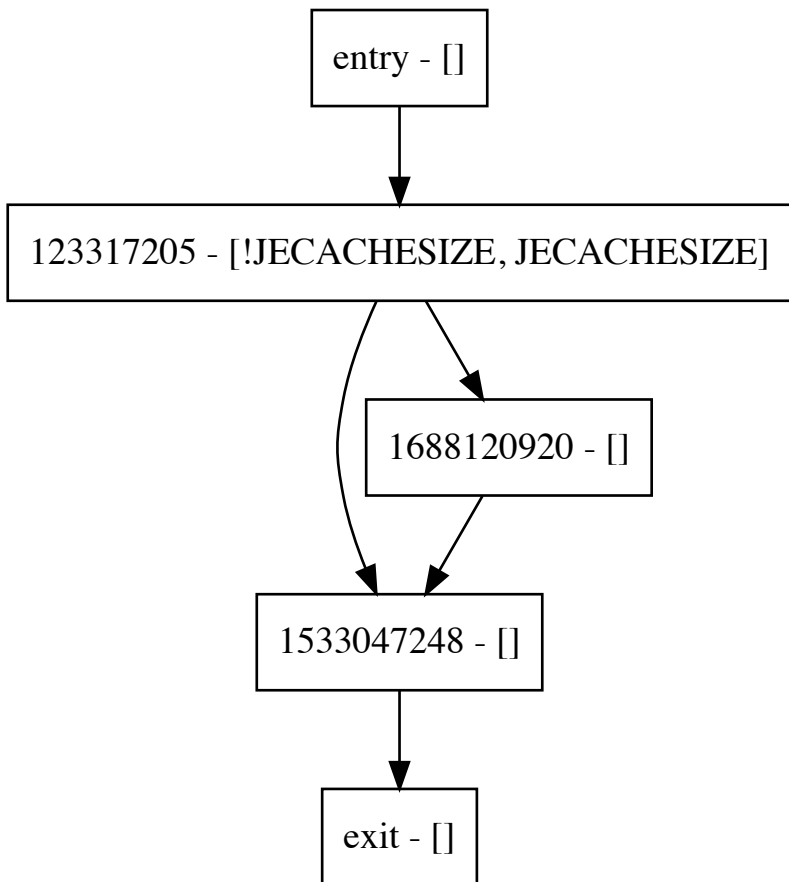 entry - []
123317205 - [!JECACHESIZE, JECACHESIZE]
1688120920 - []
1533047248 - []
exit - []